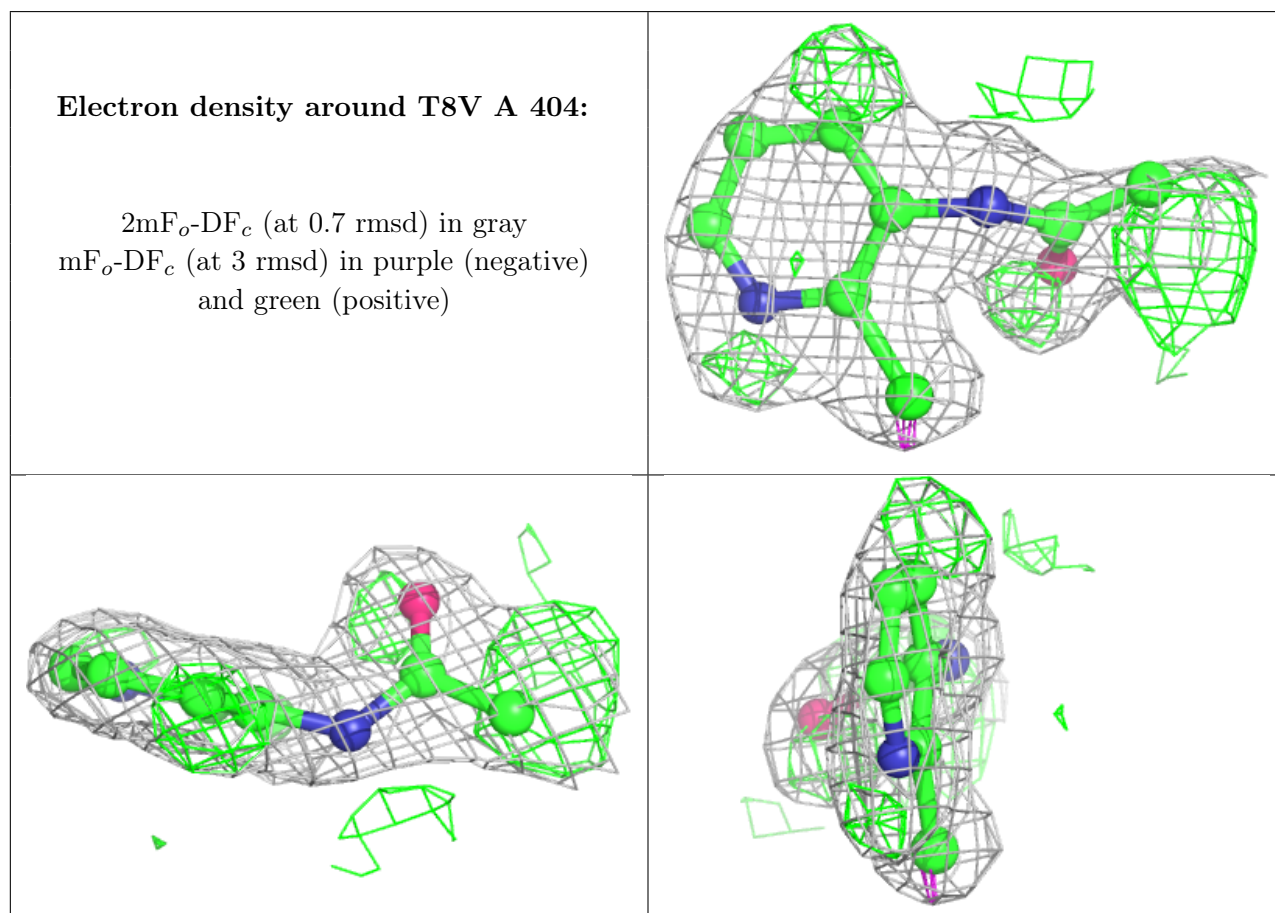 Electron density around T8V A 404:
2mFo-DFc (at 0.7 rmsd) in gray
mFo-DFc (at 3 rmsd) in purple (negative)
and green (positive)